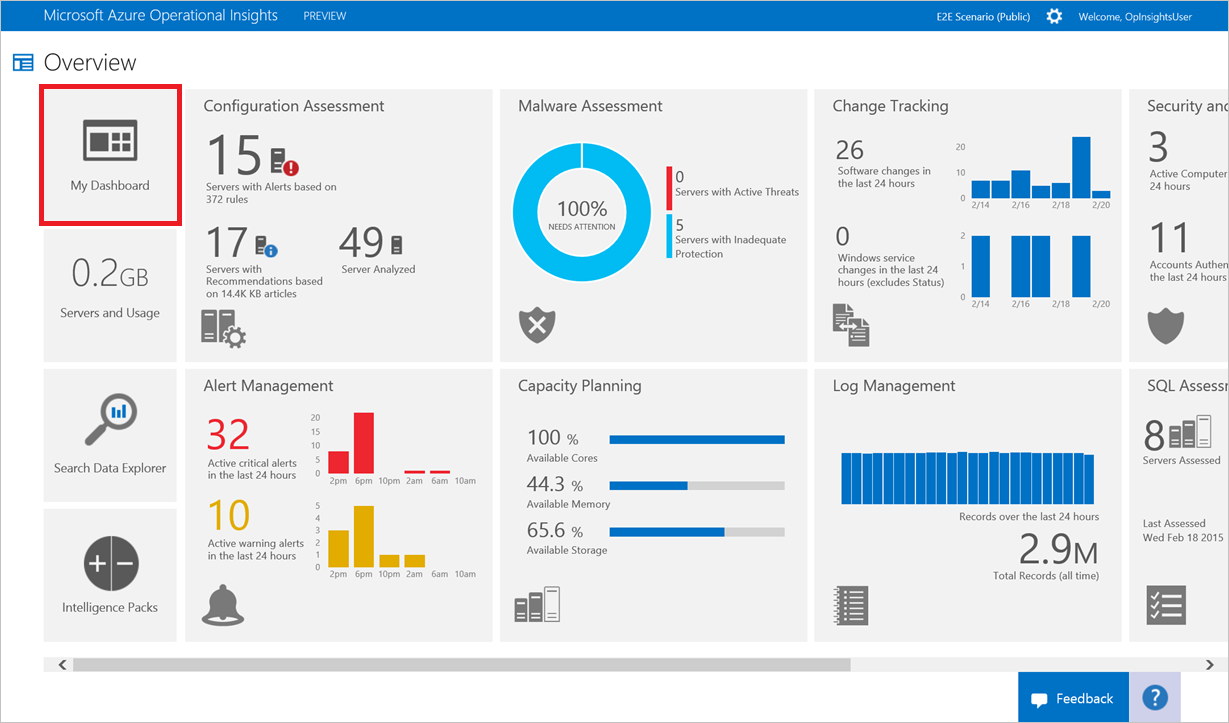 Microsoft Azure Operational Insights PREVIEW
E2E Scenario (Public) Welcome, OpInsightsUser
Overview
My Dashboard
0.2GB
Servers and Usage
Search Data Explorer
Intelligence Packs
Configuration Assessment
15
Servers with Alerts based on
372 rules
17
Servers with
Recommendations based
on 14.4K KB articles
49
Server Analyzed
Malware Assessment
100%
NEEDS ATTENTION
0
Servers with Active Threats
5
Servers with Inadequate
Protection
Change Tracking
26
Software changes in
the last 24 hours
20
10
0
2/14 2/16 2/18 2/20
0
Windows service
changes in the last 24
hours (excludes Status)
2
1
0
2/14 2/16 2/18 2/20
Security and
3
Active Computer
24 hours
11
Accounts Authen
the last 24 hours
Alert Management
32
Active critical alerts
in the last 24 hours
20
15
10
5
0
2pm 6pm 10pm 2am 6am 10am
10
Active warning alerts
in the last 24 hours
5
4
3
2
1
0
2pm 6pm 10pm 2am 6am 10am
Capacity Planning
100 %
Available Cores
44.3 %
Available Memory
65.6 %
Available Storage
Log Management
Records over the last 24 hours
2.9M
Total Records (all time)
SQL Assessm
8
Servers Assessed
Last Assessed
Wed Feb 18 2015
Feedback
?